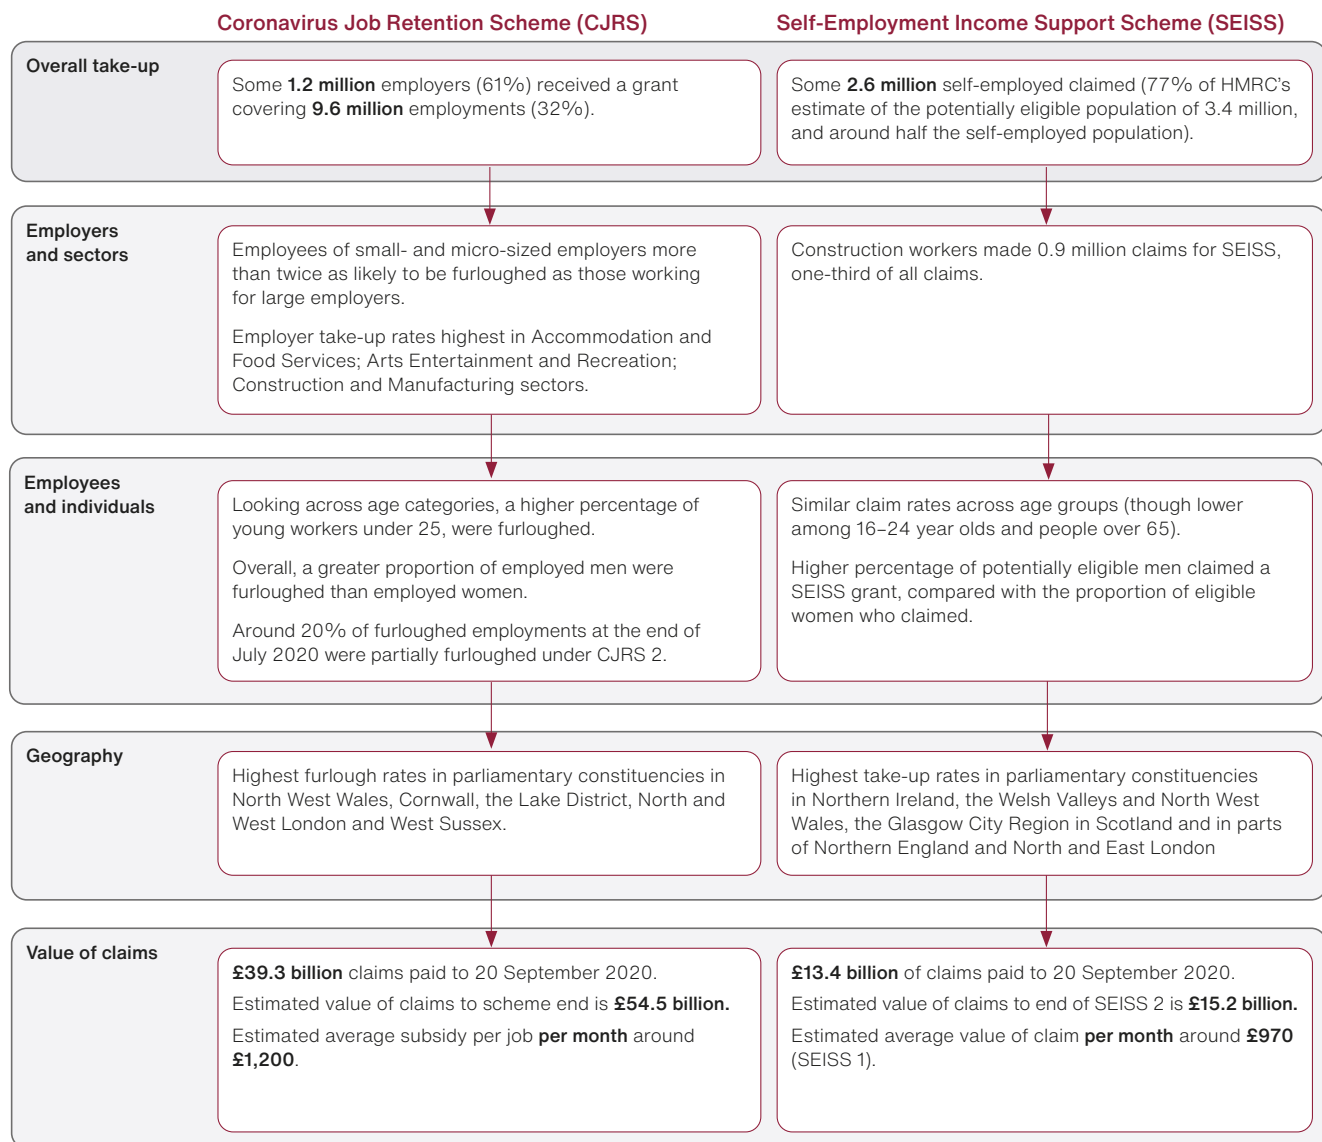 Coronavirus Job Retention Scheme (CJRS)
Self-Employment Income Support Scheme (SEISS)
Overall take-up
Some 1.2 million employers (61%) received a grant
covering 9.6 million employments (32%).
Some 2.6 million self-employed claimed (77% of HMRC's
estimate of the potentially eligible population of 3.4 million,
and around half the self-employed population).
Employers
and sectors
Employees of small- and micro-sized employers more
than twice as likely to be furloughed as those working
for large employers.
Employer take-up rates highest in Accommodation and
Food Services; Arts Entertainment and Recreation;
Construction and Manufacturing sectors.
Construction workers made 0.9 million claims for SEISS,
one-third of all claims.
Employees
and individuals
Looking across age categories, a higher percentage of
young workers under 25, were furloughed.
Overall, a greater proportion of employed men were
furloughed than employed women.
Around 20% of furloughed employments at the end of
July 2020 were partially furloughed under CJRS 2.
Similar claim rates across age groups (though lower
among 16–24 year olds and people over 65).
Higher percentage of potentially eligible men claimed a
SEISS grant, compared with the proportion of eligible
women who claimed.
Geography
Highest furlough rates in parliamentary constituencies in
North West Wales, Cornwall, the Lake District, North and
West London and West Sussex.
Highest take-up rates in parliamentary constituencies
in Northern Ireland, the Welsh Valleys and North West
Wales, the Glasgow City Region in Scotland and in parts
of Northern England and North and East London
Value of claims
£39.3 billion claims paid to 20 September 2020.
Estimated value of claims to scheme end is £54.5 billion.
Estimated average subsidy per job per month around
£1,200.
£13.4 billion of claims paid to 20 September 2020.
Estimated value of claims to end of SEISS 2 is £15.2 billion.
Estimated average value of claim per month around £970
(SEISS 1).